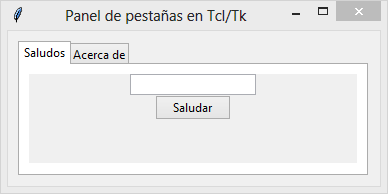 Panel de pestañas en Tcl/Tk
Saludos
Acerca de
Saludar